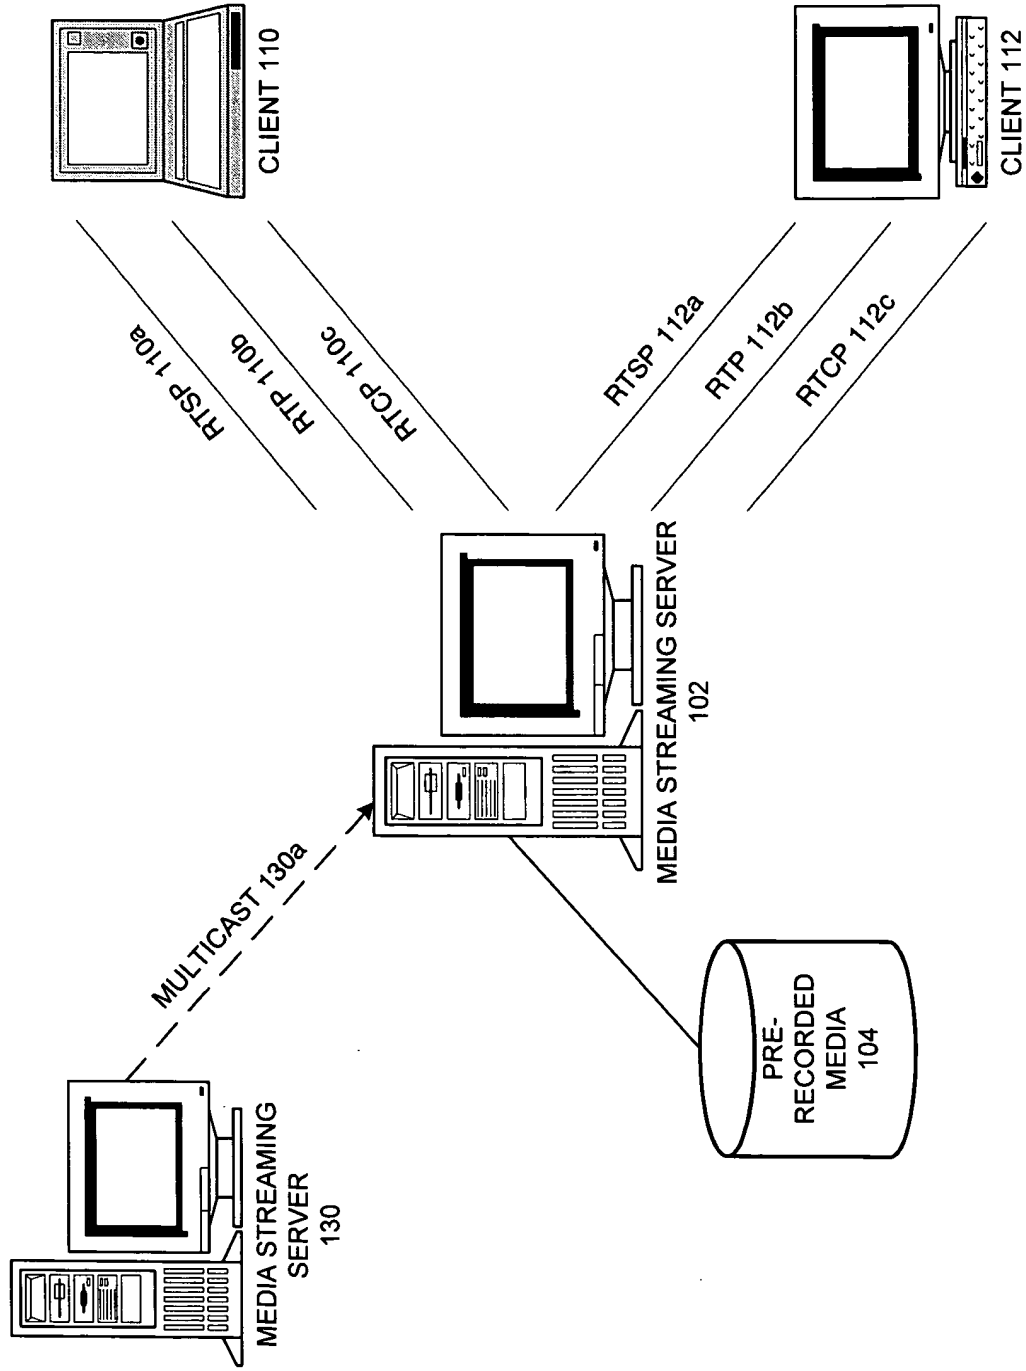 CLIENT 110
CLIENT 112
RTSP 110a
RTP 110b
RTCP 110c
RTSP 112a
RTP 112b
RTCP 112c
MEDIA STREAMING SERVER
102
MULTICAST 130a
PRE-
RECORDED
MEDIA
104
MEDIA STREAMING
SERVER
130